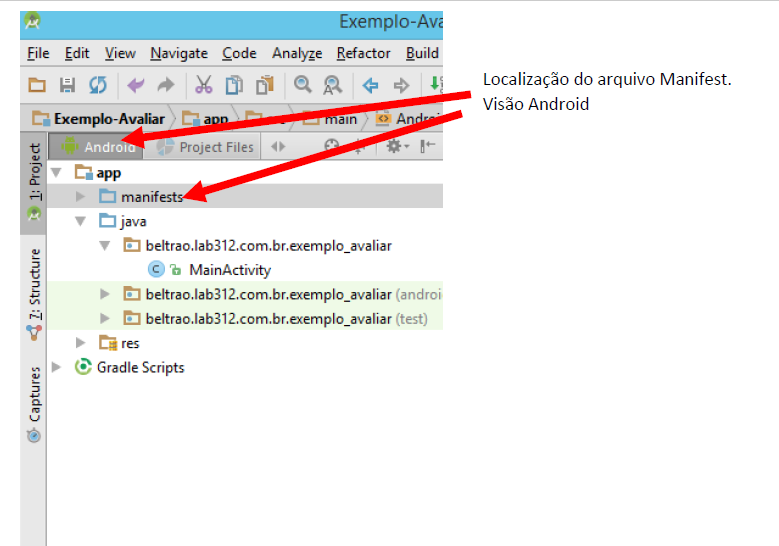 Exemplo-Ava
File Edit View Navigate Code Analyze Refactor Build
Localização do arquivo Manifest.
Visão Android
Exemplo-Avaliar app main Androi
Android Project Files
1: Project
app
manifests
java
beltrao.lab312.com.br.exemplo_avaliar
MainActivity
7: Structure
beltrao.lab312.com.br.exemplo_avaliar (androi
beltrao.lab312.com.br.exemplo_avaliar (test)
res
Gradle Scripts
Captures